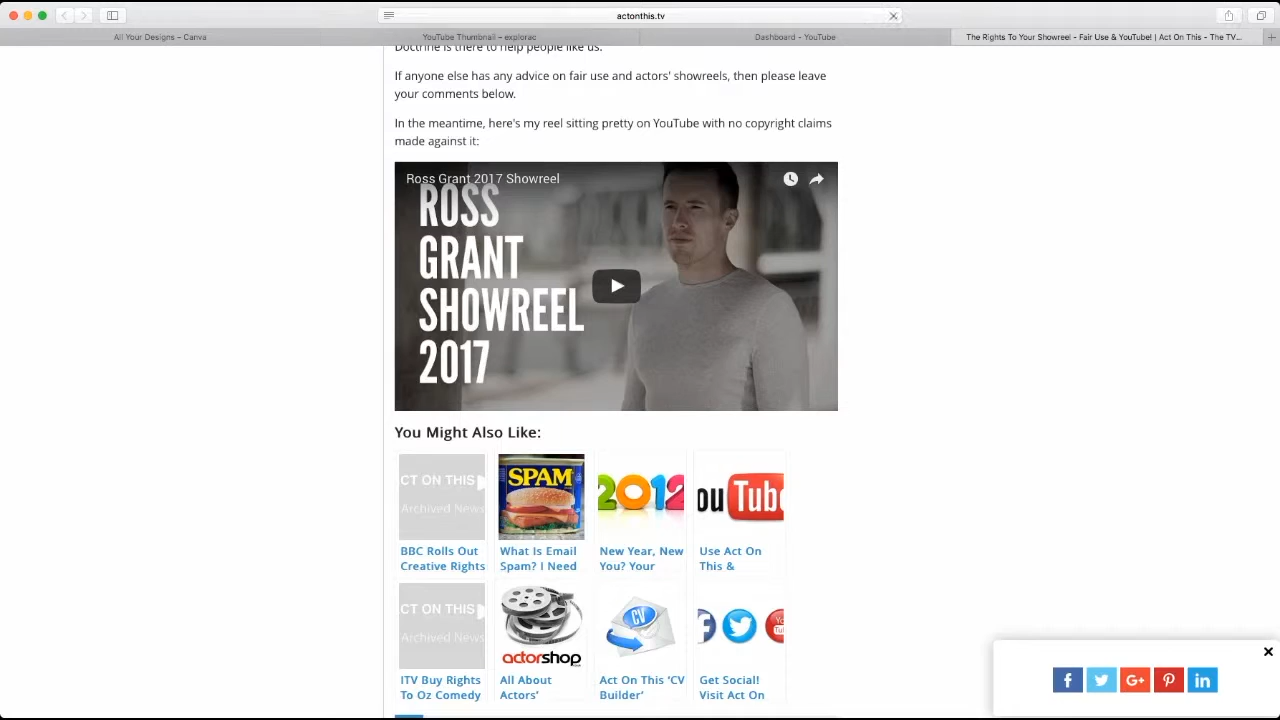 actonthis.tv
All Your Designs – Canva
YouTube Thumbnail – explorac
Dashboard - YouTube
The Rights To Your Showreel - Fair Use & YouTube! | Act On This - The TV...
Doctrine is there to help people like us.
If anyone else has any advice on fair use and actors' showreels, then please leave
your comments below.
In the meantime, here's my reel sitting pretty on YouTube with no copyright claims
made against it:
Ross Grant 2017 Showreel
ROSS
GRANT
SHOWREEL
2017
You Might Also Like:
CT ON THIS
Archived News
SPAM
2012
ou Tube
BBC Rolls Out
Creative Rights
What Is Email
Spam? I Need
New Year, New
You? Your
Use Act On
This &
CT ON THIS
Archived News
actorshop
CV
f
You
Tube
ITV Buy Rights
To Oz Comedy
All About
Actors'
Act On This 'CV
Builder'
Get Social!
Visit Act On
f
G+
in